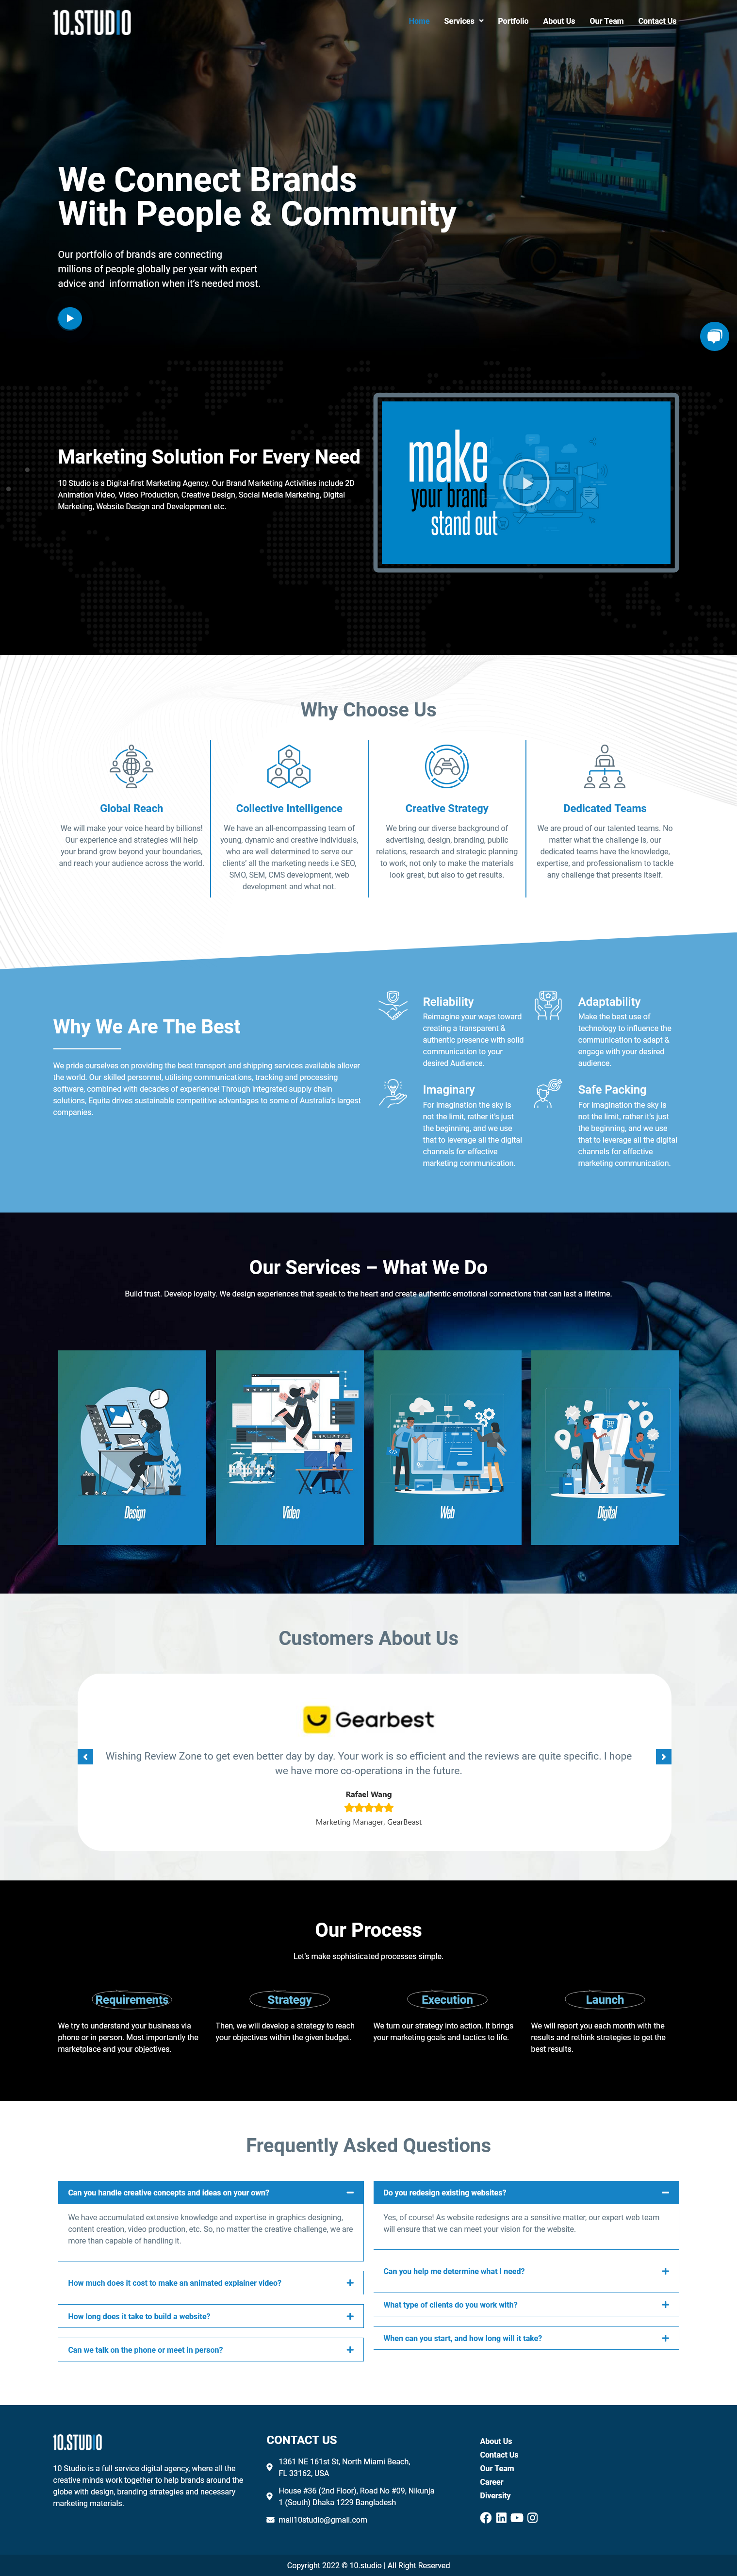 10.STUDIO
Home
Services
Portfolio
About Us
Our Team
Contact Us
We Connect Brands
With People & Community
Our portfolio of brands are connecting
millions of people globally per year with expert
advice and information when it's needed most.
Marketing Solution For Every Need
10 Studio is a Digital-first Marketing Agency. Our Brand Marketing Activities include 2D
Animation Video, Video Production, Creative Design, Social Media Marketing, Digital
Marketing, Website Design and Development etc.
make
your brand
stand out
Why Choose Us
Global Reach
We will make your voice heard by billions!
Our experience and strategies will help
your brand grow beyond your boundaries,
and reach your audience across the world.
Collective Intelligence
We have an all-encompassing team of
young, dynamic and creative individuals,
who are well determined to serve our
clients' all the marketing needs i.e SEO,
SMO, SEM, CMS development, web
development and what not.
Creative Strategy
We bring our diverse background of
advertising, design, branding, public
relations, research and strategic planning
to work, not only to make the materials
look great, but also to get results.
Dedicated Teams
We are proud of our talented teams. No
matter what the challenge is, our
dedicated teams have the knowledge,
expertise, and professionalism to tackle
any challenge that presents itself.
Why We Are The Best
We pride ourselves on providing the best transport and shipping services available allover
the world. Our skilled personnel, utilising communications, tracking and processing
software, combined with decades of experience! Through integrated supply chain
solutions, Equita drives sustainable competitive advantages to some of Australia's largest
companies.
Reliability
Reimagine your ways toward
creating a transparent &
authentic presence with solid
communication to your
desired Audience.
Adaptability
Make the best use of
technology to influence the
communication to adapt &
engage with your desired
audience.
Imaginary
For imagination the sky is
not the limit, rather it's just
the beginning, and we use
that to leverage all the digital
channels for effective
marketing communication.
Safe Packing
For imagination the sky is
not the limit, rather it's just
the beginning, and we use
that to leverage all the digital
channels for effective
marketing communication.
Our Services – What We Do
Build trust. Develop loyalty. We design experiences that speak to the heart and create authentic emotional connections that can last a lifetime.
Design
Video
Web
Digital
Customers About Us
Gearbest
Wishing Review Zone to get even better day by day. Your work is so efficient and the reviews are quite specific. I hope
we have more co-operations in the future.
Rafael Wang
Marketing Manager, GearBeast
Our Process
Let's make sophisticated processes simple.
Requirements
We try to understand your business via
phone or in person. Most importantly the
marketplace and your objectives.
Strategy
Then, we will develop a strategy to reach
your objectives within the given budget.
Execution
We turn our strategy into action. It brings
your marketing goals and tactics to life.
Launch
We will report you each month with the
results and rethink strategies to get the
best results.
Frequently Asked Questions
Can you handle creative concepts and ideas on your own?
We have accumulated extensive knowledge and expertise in graphics designing,
content creation, video production, etc. So, no matter the creative challenge, we are
more than capable of handling it.
How much does it cost to make an animated explainer video?
How long does it take to build a website?
Can we talk on the phone or meet in person?
Do you redesign existing websites?
Yes, of course! As website redesigns are a sensitive matter, our expert web team
will ensure that we can meet your vision for the website.
Can you help me determine what I need?
What type of clients do you work with?
When can you start, and how long will it take?
10.STUDIO
10 Studio is a full service digital agency, where all the
creative minds work together to help brands around the
globe with design, branding strategies and necessary
marketing materials.
CONTACT US
1361 NE 161st St, North Miami Beach,
FL 33162, USA
House #36 (2nd Floor), Road No #09, Nikunja
1 (South) Dhaka 1229 Bangladesh
mail10studio@gmail.com
About Us
Contact Us
Our Team
Career
Diversity
Copyright 2022 © 10.studio | All Right Reserved